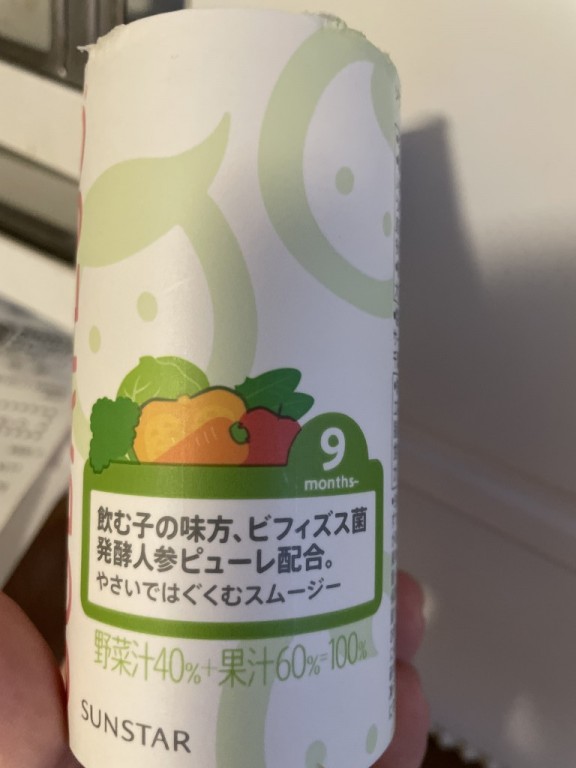 9
months~
飲む子の味方、ビフィズス菌
発酵人参ピューレ配合。
やさいではぐくむスムージー
野菜汁40%+果汁60%=100%
SUNSTAR